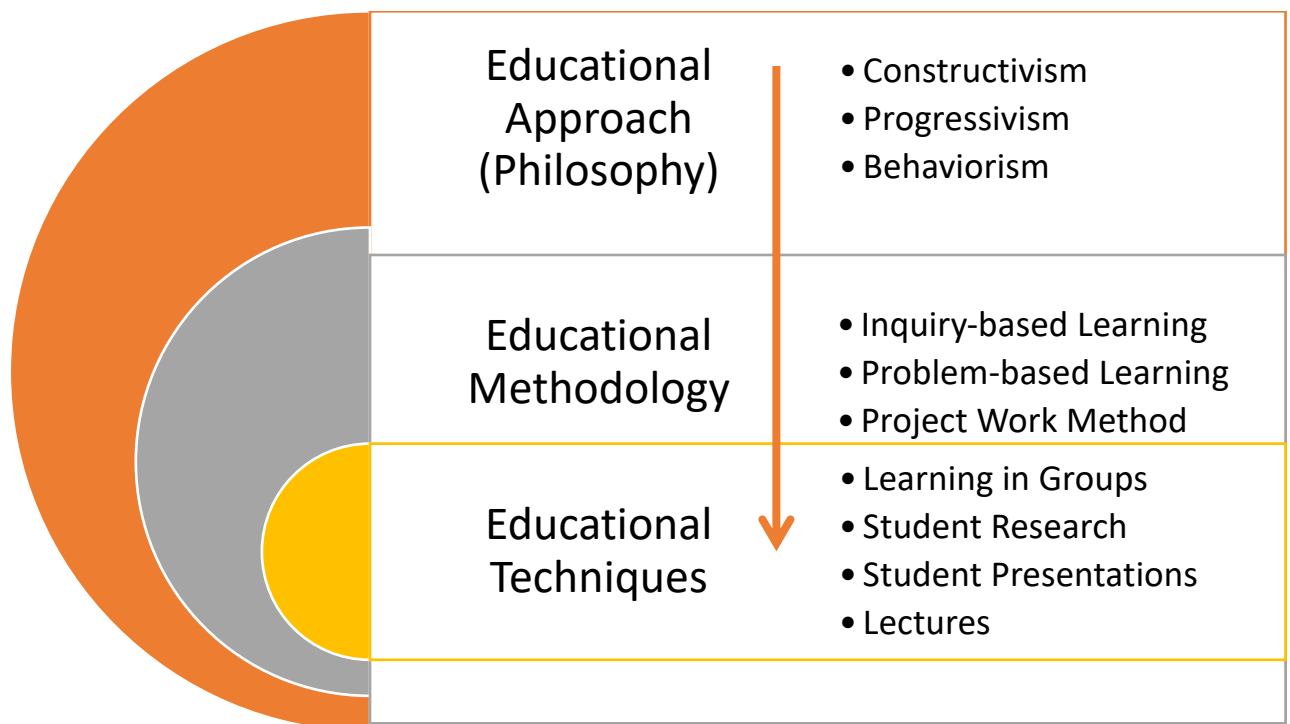 Educational
Approach
(Philosophy)
• Constructivism
• Progressivism
• Behaviorism
Educational
Methodology
• Inquiry-based Learning
• Problem-based Learning
• Project Work Method
Educational
Techniques
• Learning in Groups
• Student Research
• Student Presentations
• Lectures